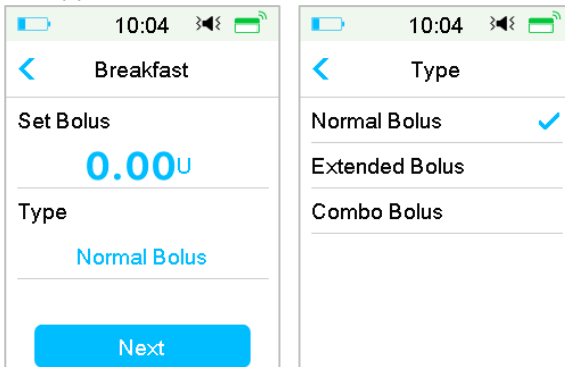 10:04
Breakfast
Set Bolus
0.00U
Type
Normal Bolus
Next
10:04
Type
Normal Bolus
Extended Bolus
Combo Bolus